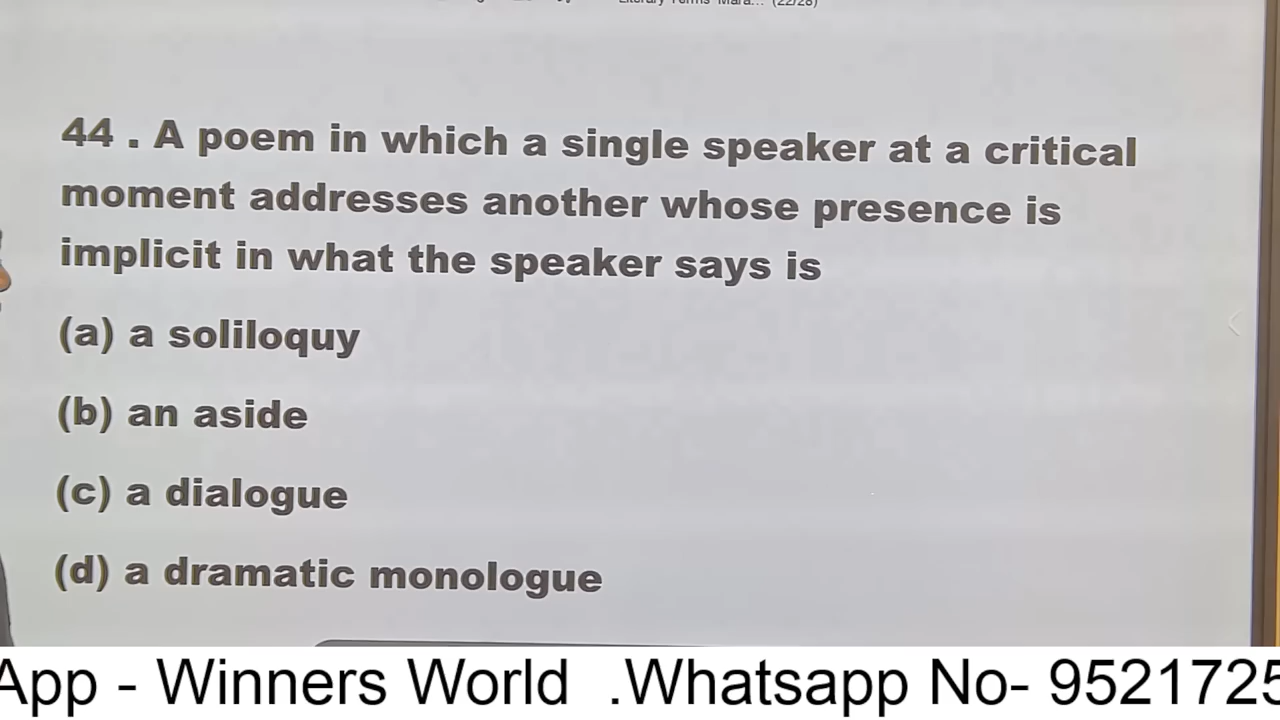 44 . A poem in which a single speaker at a critical
moment addresses another whose presence is
implicit in what the speaker says is
(a) a soliloquy
(b) an aside
(c) a dialogue
(d) a dramatic monologue
App - Winners World .Whatsapp No- 9521725